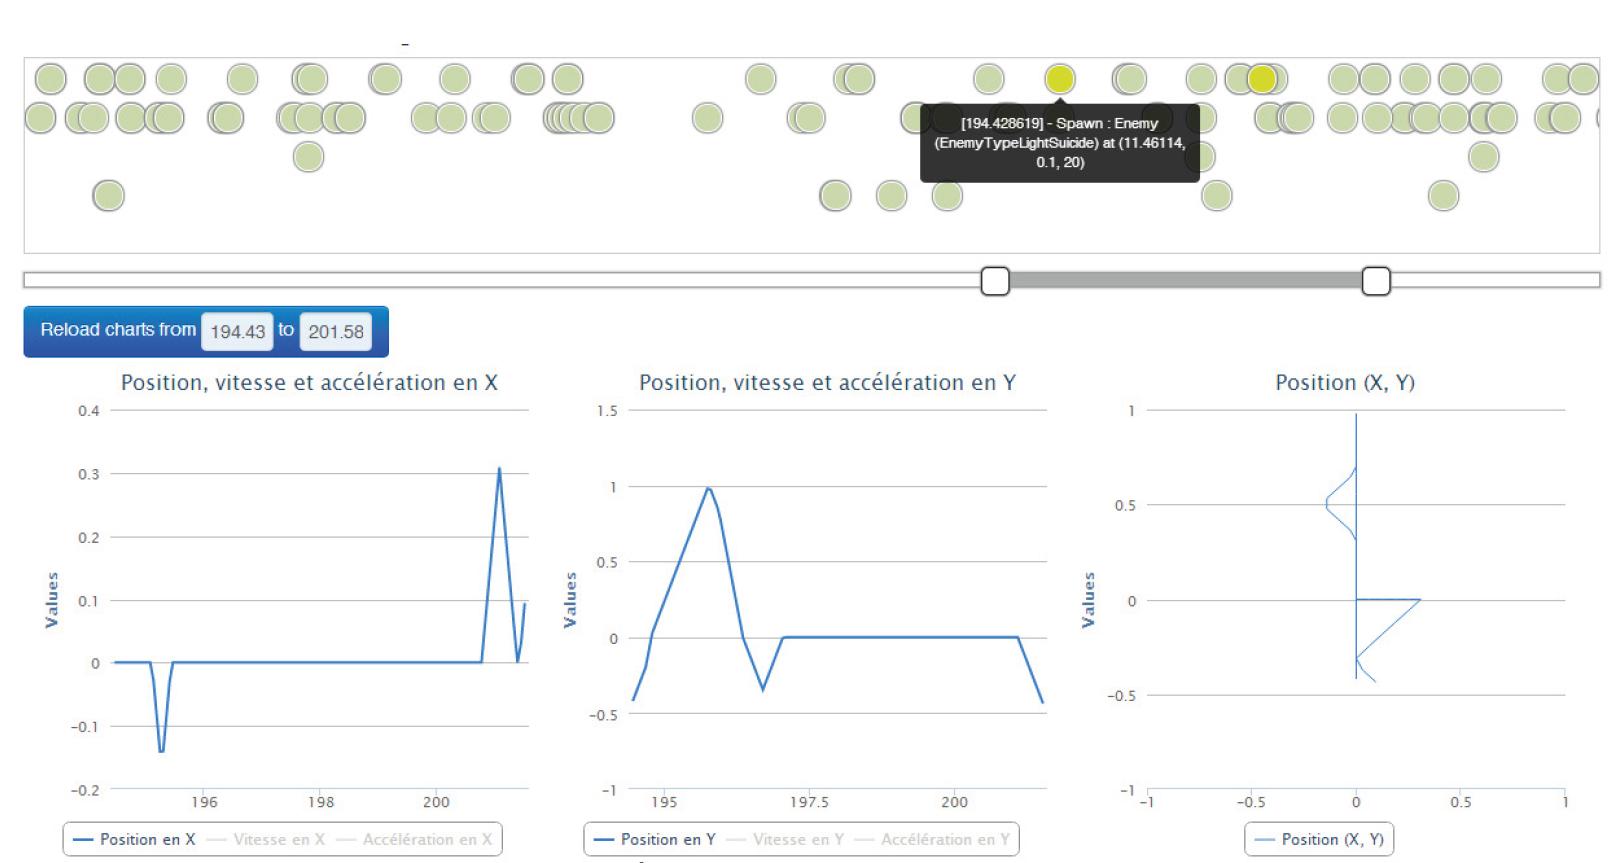 [194.428619] - Spawn : Enemy
(EnemyTypeLightSuicide) at (11.46114,
0.1, 20)
Reload charts from 194.43 to 201.58
Position, vitesse et accélération en X
0.4
0.3
0.2
0.1
0
-0.1
-0.2
Values
196 198 200
Position en X Vitesse en X Accélération en X
Position, vitesse et accélération en Y
1.5
1
0.5
0
-0.5
-1
Values
195 197.5 200
Position en Y Vitesse en Y Accélération en Y
Position (X, Y)
1
0.5
0
-0.5
-1
Values
-1 -0.5 0 0.5 1
Position (X, Y)